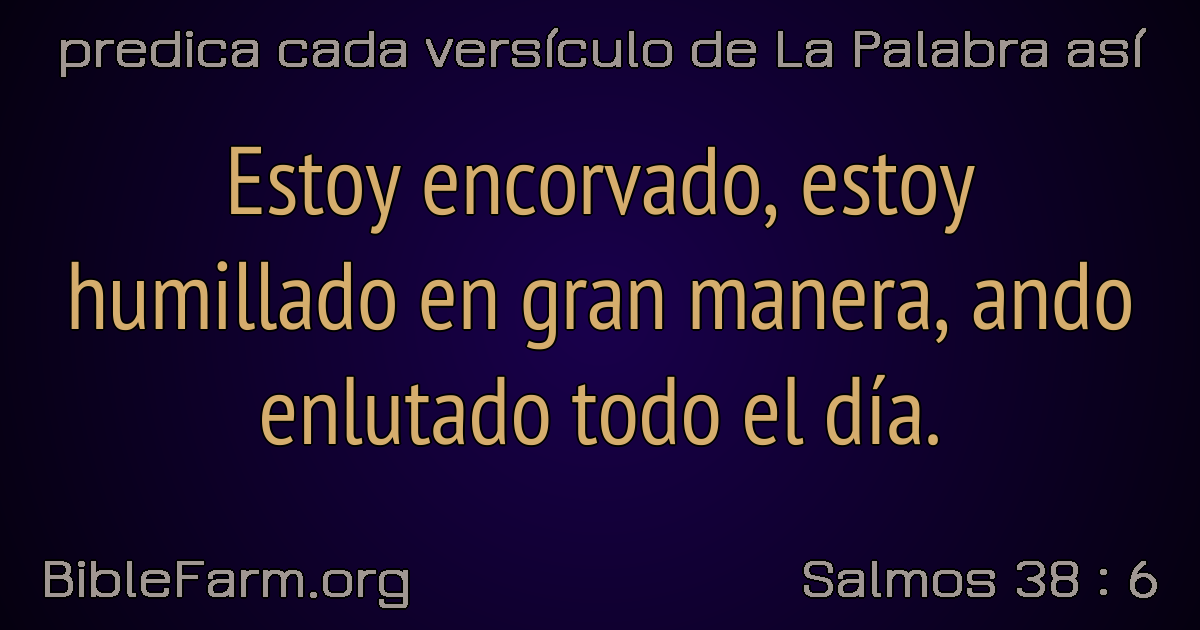 predica cada versículo de La Palabra así
Estoy encorvado, estoy
humillado en gran manera, ando
enlutado todo el día.
BibleFarm.org
Salmos 38 : 6